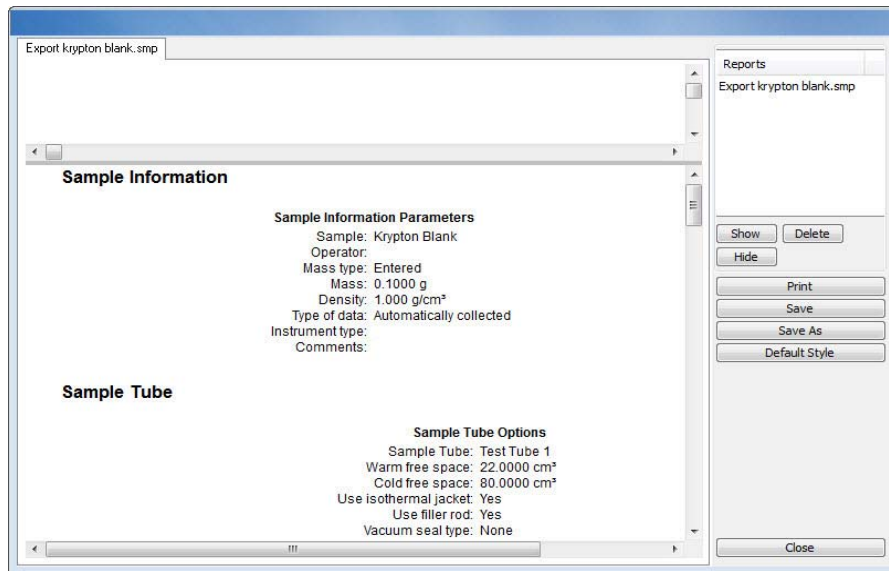 Export krypton blank.smp
Sample Information
Sample Information Parameters
Sample: Krypton Blank
Operator:
Mass type: Entered
Mass: 0.1000 g
Density: 1.000 g/cm³
Type of data: Automatically collected
Instrument type:
Comments:
Sample Tube
Sample Tube Options
Sample Tube: Test Tube 1
Warm free space: 22.0000 cm³
Cold free space: 80.0000 cm³
Use isothermal jacket: Yes
Use filler rod: Yes
Vacuum seal type: None
Reports
Export krypton blank.smp
Show Delete
Hide
Print
Save
Save As
Default Style
Close